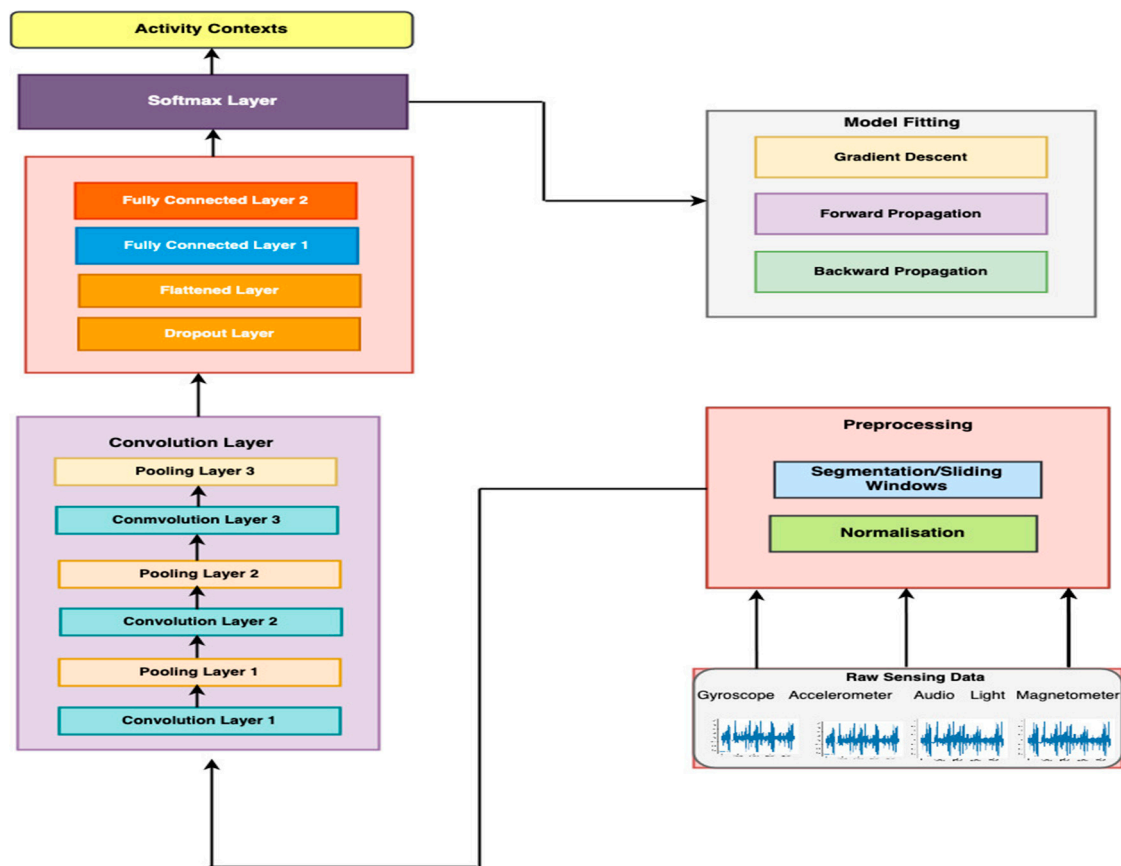 Activity Contexts
Softmax Layer
Fully Connected Layer 2
Fully Connected Layer 1
Flattened Layer
Dropout Layer
Convolution Layer
Pooling Layer 3
Conmvolution Layer 3
Pooling Layer 2
Convolution Layer 2
Pooling Layer 1
Convolution Layer 1
Model Fitting
Gradient Descent
Forward Propagation
Backward Propagation
Preprocessing
Segmentation/Sliding
Windows
Normalisation
Raw Sensing Data
Gyroscope Accelerometer Audio Light Magnetometer